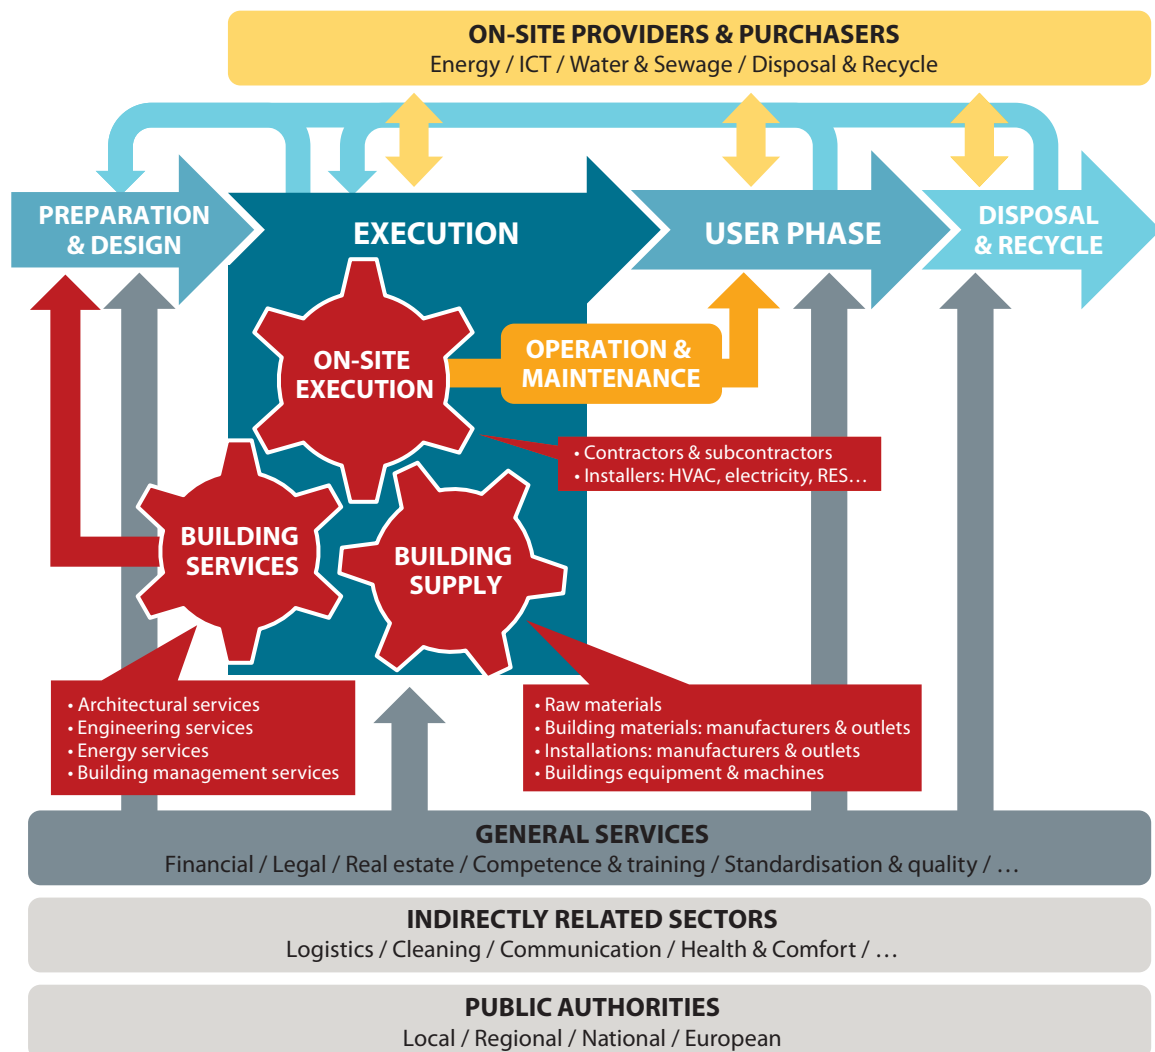 ON-SITE PROVIDERS & PURCHASERS
Energy / ICT / Water & Sewage / Disposal & Recycle
PREPARATION
& DESIGN
EXECUTION
USER PHASE
DISPOSAL
& RECYCLE
ON-SITE
EXECUTION
OPERATION &
MAINTENANCE
• Contractors & subcontractors
• Installers: HVAC, electricity, RES…
BUILDING
SERVICES
BUILDING
SUPPLY
• Architectural services
• Engineering services
• Energy services
• Building management services
• Raw materials
• Building materials: manufacturers & outlets
• Installations: manufacturers & outlets
• Buildings equipment & machines
GENERAL SERVICES
Financial / Legal / Real estate / Competence & training / Standardisation & quality / …
INDIRECTLY RELATED SECTORS
Logistics / Cleaning / Communication / Health & Comfort / …
PUBLIC AUTHORITIES
Local / Regional / National / European